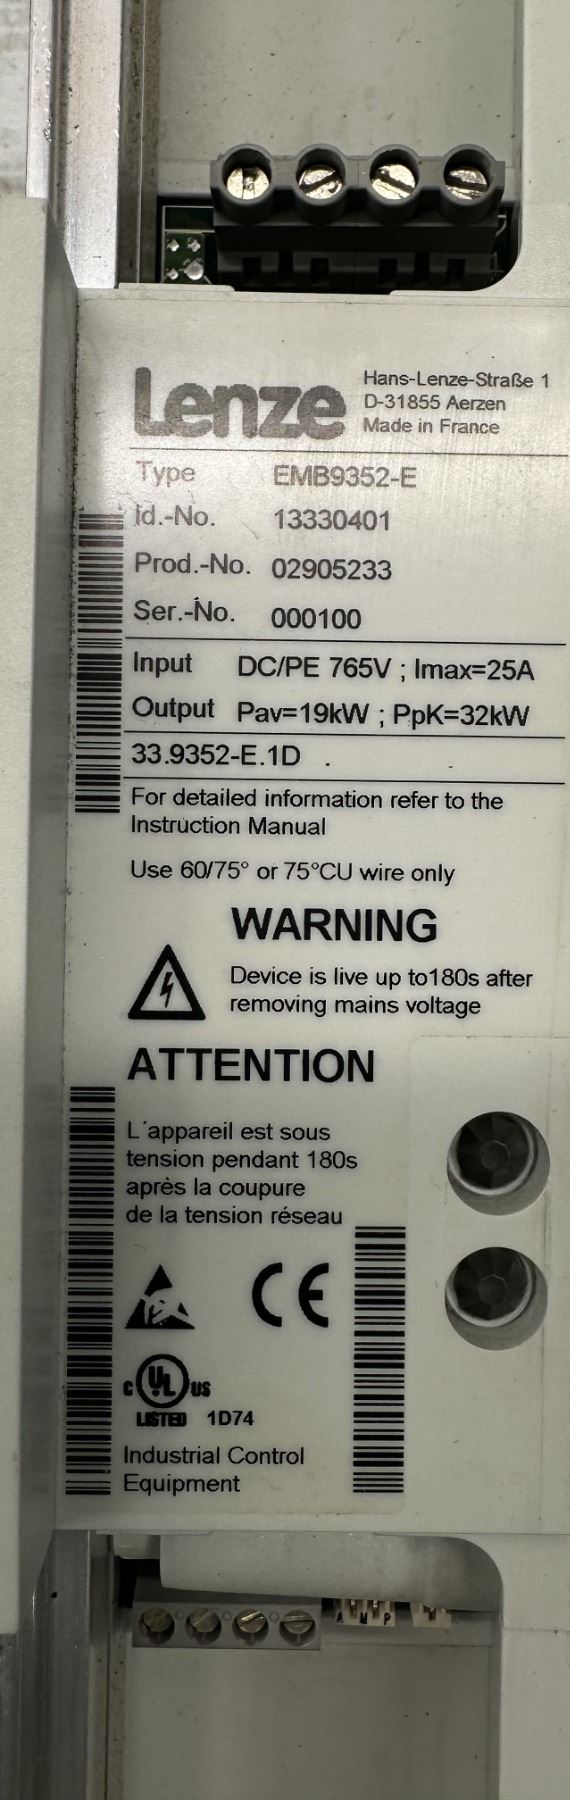 Lenze
Hans-Lenze-Straße 1
D-31855 Aerzen
Made in France
Type EMB9352-E
Id.-No. 13330401
Prod.-No. 02905233
Ser.-No. 000100
Input DC/PE 765V ; Imax=25A
Output Pav=19kW ; PpK=32kW
33.9352-E.1D .
For detailed information refer to the
Instruction Manual
Use 60/75° or 75°CU wire only
WARNING
Device is live up to180s after
removing mains voltage
ATTENTION
L´appareil est sous
tension pendant 180s
après la coupure
de la tension réseau
CE
c UL US
LISTED 1D74
Industrial Control
Equipment